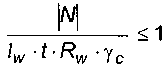 |N| / (l_w · t · R_w · γ_c) ≤ 1